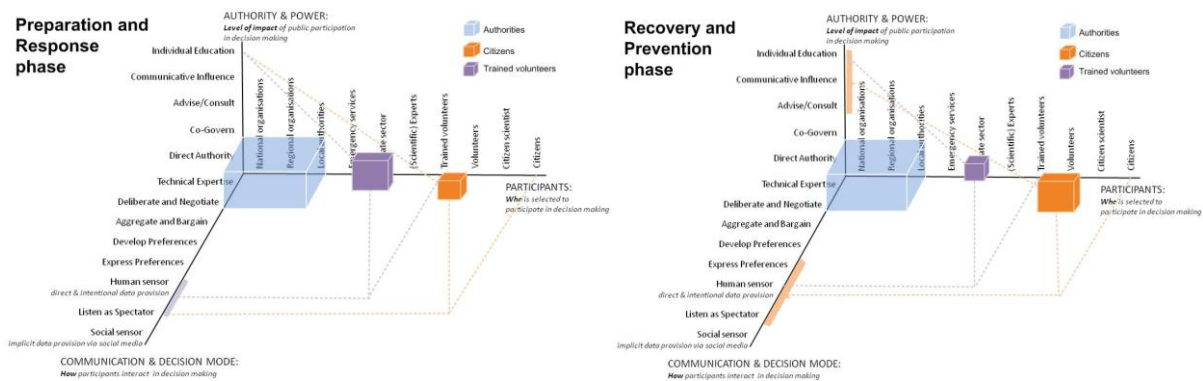 Preparation and
Response
phase
AUTHORITY & POWER:
Level of impact of public participation
in decision making
Authorities
Citizens
Trained volunteers
Individual Education
Communicative Influence
Advise/Consult
Co-Govern
Direct Authority
Technical Expertise
Deliberate and Negotiate
Aggregate and Bargain
Develop Preferences
Express Preferences
Human sensor
direct & intentional data provision
Listen as Spectator
Social sensor
implicit data provision via social media
National organisations
Regional organisations
Local authorities
Emergency services
ate sector
(Scientific) Experts
Trained volunteers
Volunteers
Citizen scientist
Citizens
PARTICIPANTS:
Who is selected to
participate in decision making
COMMUNICATION & DECISION MODE:
How participants interact in decision making
Recovery and
Prevention
phase
AUTHORITY & POWER:
Level of impact of public participation
in decision making
Authorities
Citizens
Trained volunteers
Individual Education
Communicative Influence
Advise/Consult
Co-Govern
Direct Authority
Technical Expertise
Deliberate and Negotiate
Aggregate and Bargain
Develop Preferences
Express Preferences
Human sensor
direct & intentional data provision
Listen as Spectator
Social sensor
implicit data provision via social media
National organisations
Regional organisations
Local authorities
Emergency services
ate sector
(Scientific) Experts
Trained volunteers
Volunteers
Citizen scientist
Citizens
PARTICIPANTS:
Who is selected to
participate in decision making
COMMUNICATION & DECISION MODE:
How participants interact in decision making